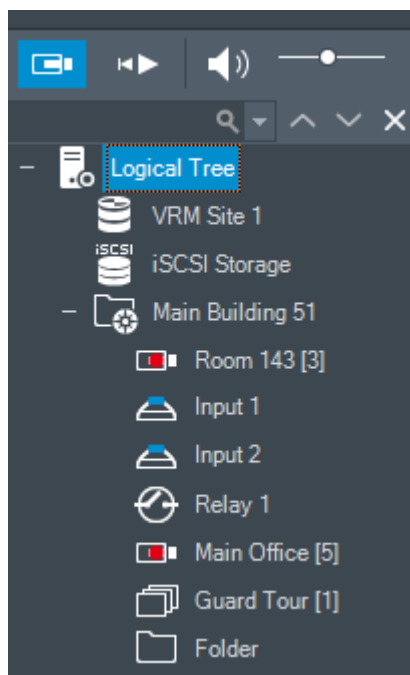 Logical Tree
VRM Site 1
iSCSI
iSCSI Storage
Main Building 51
Room 143 [3]
Input 1
Input 2
Relay 1
Main Office [5]
Guard Tour [1]
Folder